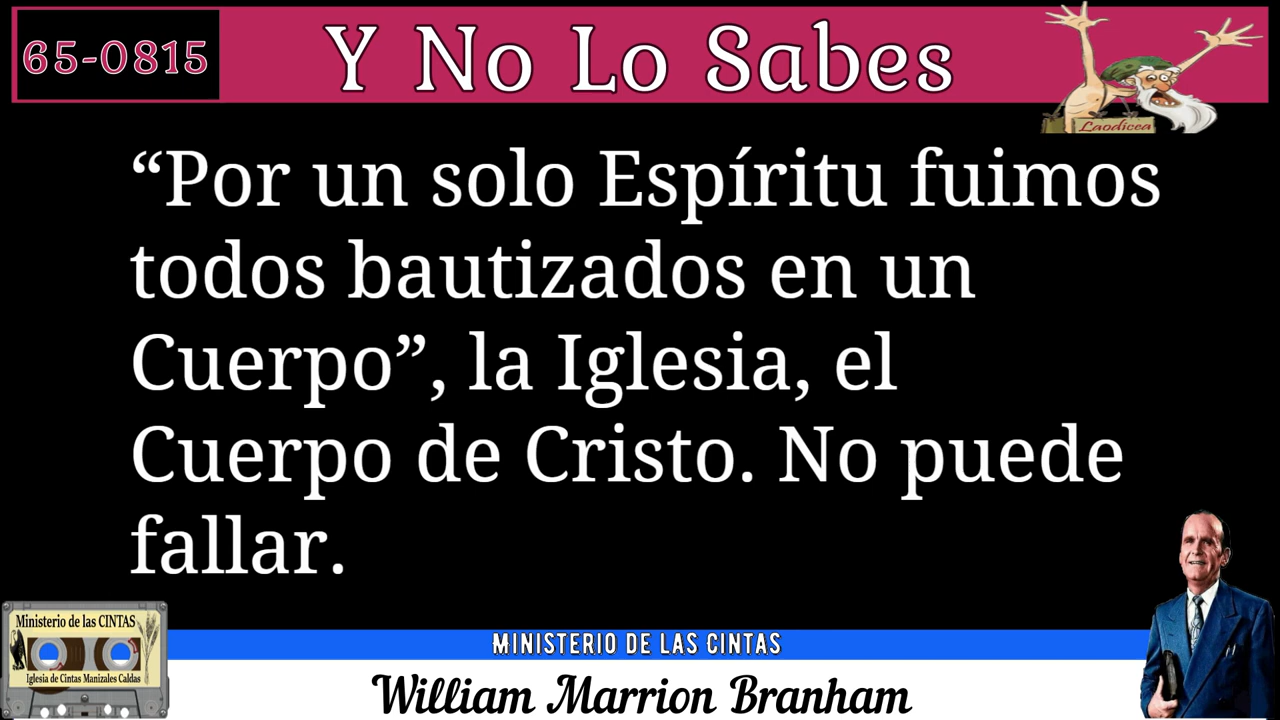 65-0815
Y No Lo Sabes
Laodicea
“Por un solo Espíritu fuimos
todos bautizados en un
Cuerpo”, la Iglesia, el
Cuerpo de Cristo. No puede
fallar.
Ministerio de las CINTAS
Iglesia de Cintas Manizales Caldas
MINISTERIO DE LAS CINTAS
William Marrion Branham